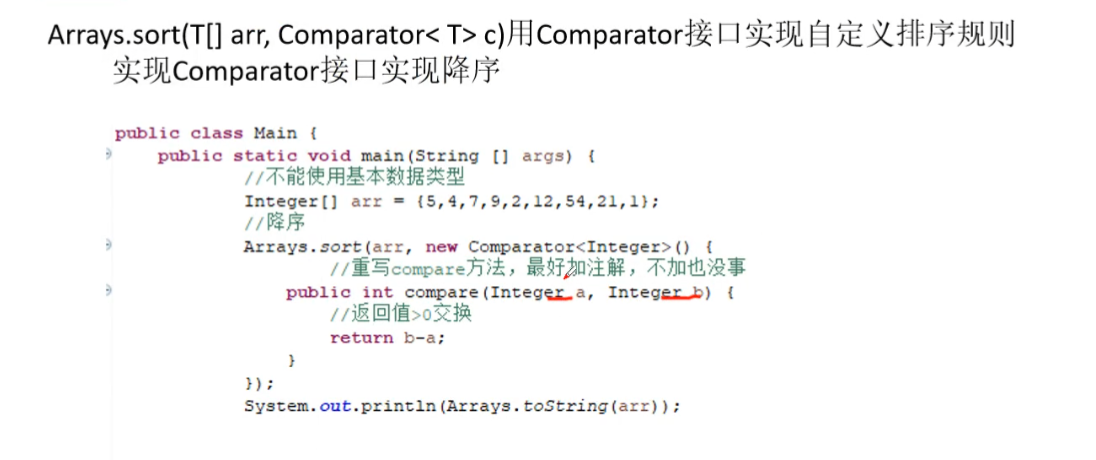 Arrays.sort(T[] arr, Comparator< T> c)用Comparator接口实现自定义排序规则
实现Comparator接口实现降序
public class Main {
public static void main(String [] args) {
//不能使用基本数据类型
Integer[] arr = {5,4,7,9,2,12,54,21,1};
//降序
Arrays.sort(arr, new Comparator<Integer>() {
//重写compare方法，最好加注解，不加也没事
public int compare(Integer a, Integer b) {
//返回值>0交换
return b-a;
}
});
System.out.println(Arrays.toString(arr));